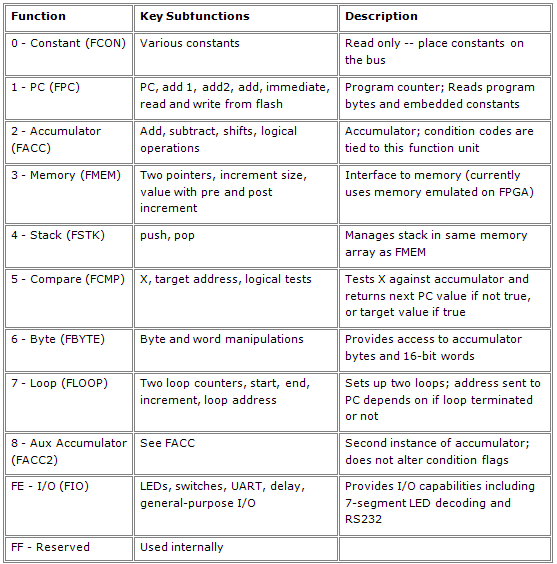 Function Key Subfunctions Description
0 - Constant (FCON) Various constants Read only -- place constants on
the bus
1 - PC (FPC) PC, add 1, add2, add, immediate, Program counter; Reads program
read and write from flash bytes and embedded constants
2 - Accumulator Add, subtract, shifts, logical Accumulator; condition codes are
(FACC) operations tied to this function unit
3 - Memory (FMEM) Two pointers, increment size, Interface to memory (currently
value with pre and post uses memory emulated on FPGA)
increment
4 - Stack (FSTK) push, pop Manages stack in same memory
array as FMEM
5 - Compare (FCMP) X, target address, logical tests Tests X against accumulator and
returns next PC value if not true,
or target value if true
6 - Byte (FBYTE) Byte and word manipulations Provides access to accumulator
bytes and 16-bit words
7 - Loop (FLOOP) Two loop counters, start, end, Sets up two loops; address sent to
increment, loop address PC depends on if loop terminated
or not
8 - Aux Accumulator See FACC Second instance of accumulator;
(FACC2) does not alter condition flags
FE - I/O (FIO) LEDs, switches, UART, delay, Provides I/O capabilities including
general-purpose I/O 7-segment LED decoding and
RS232
FF - Reserved Used internally